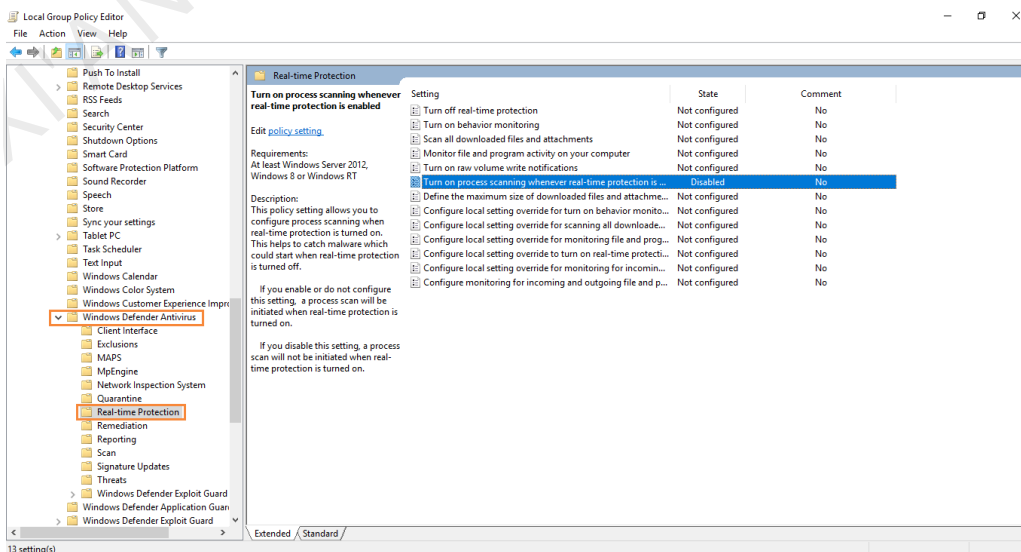 Local Group Policy Editor
File Action View Help
Push To Install
Remote Desktop Services
RSS Feeds
Search
Security Center
Shutdown Options
Smart Card
Software Protection Platform
Sound Recorder
Speech
Store
Sync your settings
Tablet PC
Task Scheduler
Text Input
Windows Calendar
Windows Color System
Windows Customer Experience Impro
Windows Defender Antivirus
Client Interface
Exclusions
MAPS
MpEngine
Network Inspection System
Quarantine
Real-time Protection
Remediation
Reporting
Scan
Signature Updates
Threats
Windows Defender Exploit Guard
Windows Defender Application Guar
Windows Defender Exploit Guard
Real-time Protection
Turn on process scanning whenever
real-time protection is enabled
Edit policy setting
Requirements:
At least Windows Server 2012,
Windows 8 or Windows RT
Description:
This policy setting allows you to
configure process scanning when
real-time protection is turned on.
This helps to catch malware which
could start when real-time protection
is turned off.
If you enable or do not configure
this setting, a process scan will be
initiated when real-time protection is
turned on.
If you disable this setting, a process
scan will not be initiated when real-
time protection is turned on.
Setting State Comment
Turn off real-time protection Not configured No
Turn on behavior monitoring Not configured No
Scan all downloaded files and attachments Not configured No
Monitor file and program activity on your computer Not configured No
Turn on raw volume write notifications Not configured No
Turn on process scanning whenever real-time protection is ... Disabled No
Define the maximum size of downloaded files and attachme... Not configured No
Configure local setting override for turn on behavior monito... Not configured No
Configure local setting override for scanning all downloade... Not configured No
Configure local setting override for monitoring file and prog... Not configured No
Configure local setting override to turn on real-time protecti... Not configured No
Configure local setting override for monitoring for incomin... Not configured No
Configure monitoring for incoming and outgoing file and p... Not configured No
Extended Standard
13 setting(s)